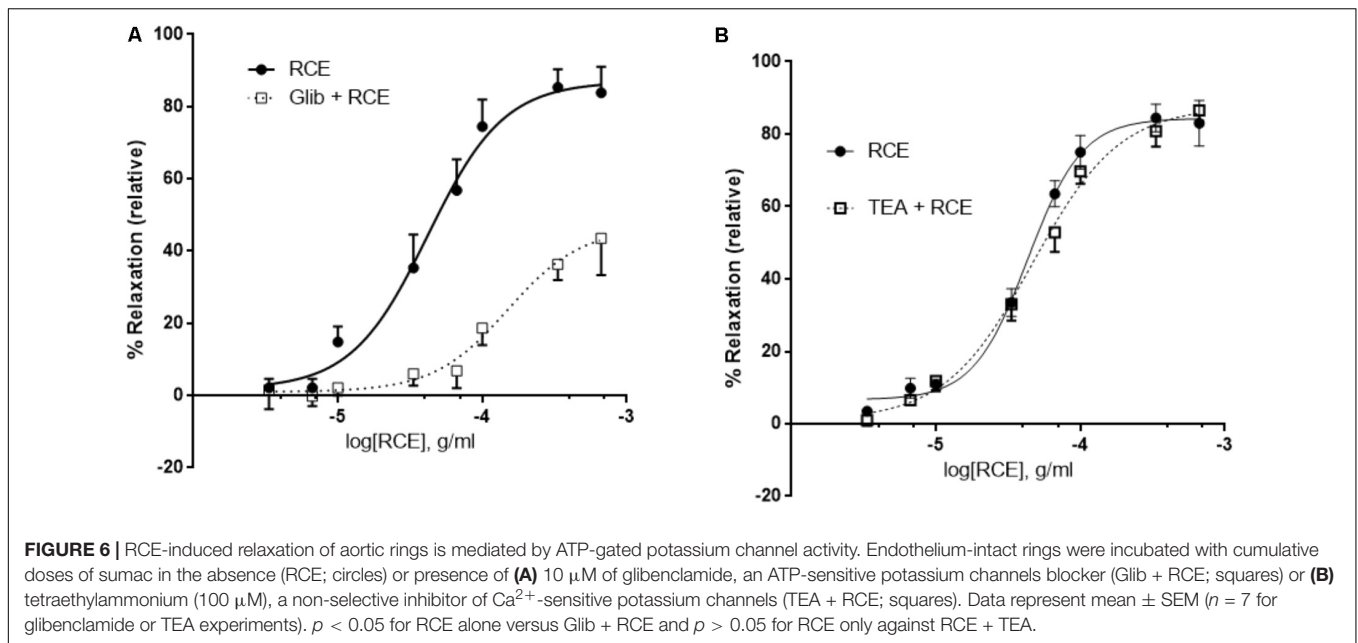 A
B
100
80
60
40
20
0
-20
% Relaxation (relative)
RCE
Glib + RCE
-5
-4
-3
log[RCE], g/ml
100
80
60
40
20
0
-20
% Relaxation (relative)
RCE
TEA + RCE
-5
-4
-3
log[RCE], g/ml
FIGURE 6 | RCE-induced relaxation of aortic rings is mediated by ATP-gated potassium channel activity. Endothelium-intact rings were incubated with cumulative
doses of sumac in the absence (RCE; circles) or presence of (A) 10 μM of glibenclamide, an ATP-sensitive potassium channels blocker (Glib + RCE; squares) or (B)
tetraethylammonium (100 μM), a non-selective inhibitor of Ca²⁺-sensitive potassium channels (TEA + RCE; squares). Data represent mean ± SEM (n = 7 for
glibenclamide or TEA experiments). p < 0.05 for RCE alone versus Glib + RCE and p > 0.05 for RCE only against RCE + TEA.